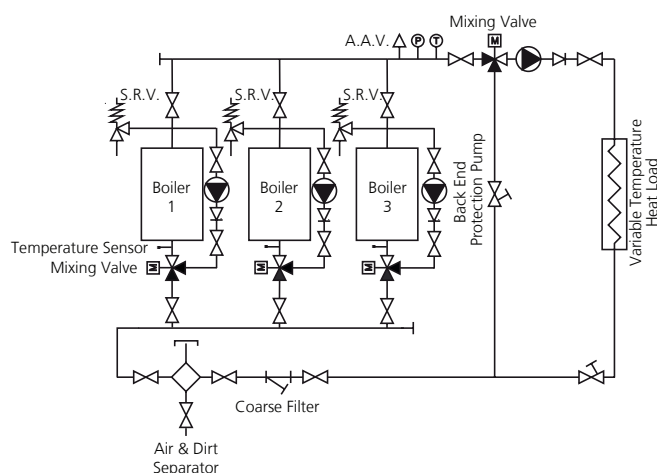 Mixing Valve
M
A.A.V.
P
T
S.R.V.
S.R.V.
S.R.V.
Boiler
1
Boiler
2
Boiler
3
Back End
Protection Pump
Variable Temperature
Heat Load
Temperature Sensor
Mixing Valve
M
M
M
Coarse Filter
Air & Dirt
Separator